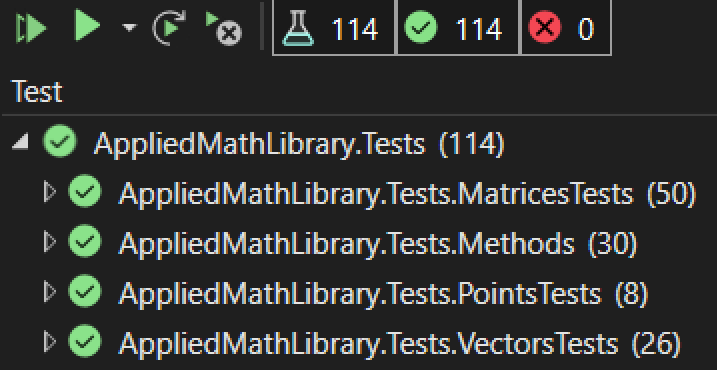 114 114 0
Test
AppliedMathLibrary.Tests (114)
AppliedMathLibrary.Tests.MatricesTests (50)
AppliedMathLibrary.Tests.Methods (30)
AppliedMathLibrary.Tests.PointsTests (8)
AppliedMathLibrary.Tests.VectorsTests (26)